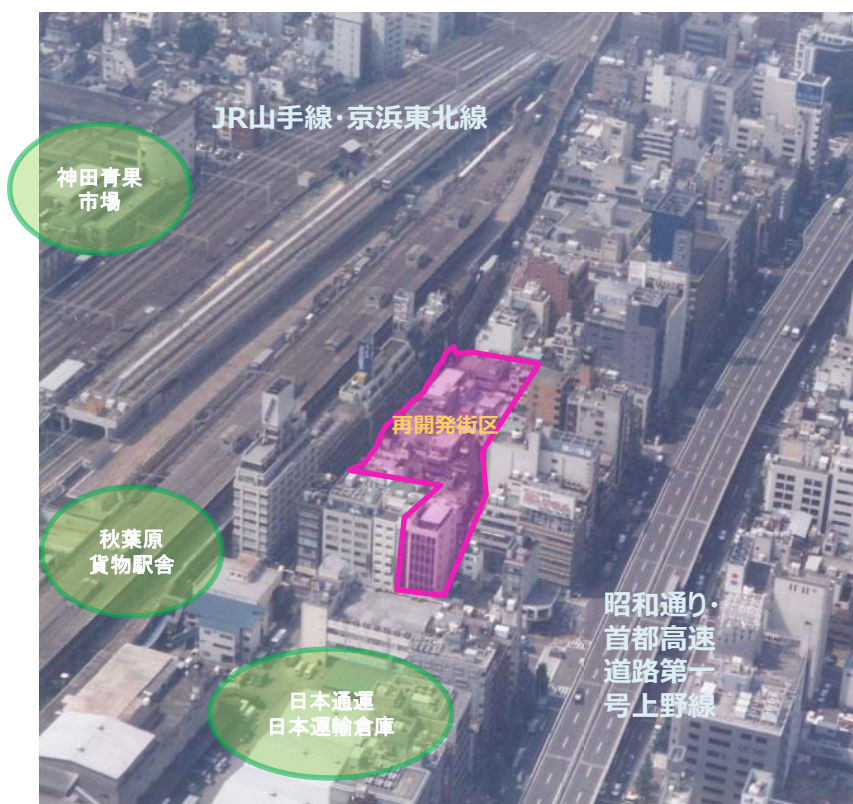 JR山手線・京浜東北線
神田青果
市場
再開発街区
秋葉原
貨物駅舎
昭和通り・
首都高速
道路第一
号上野線
日本通運
日本運輸倉庫